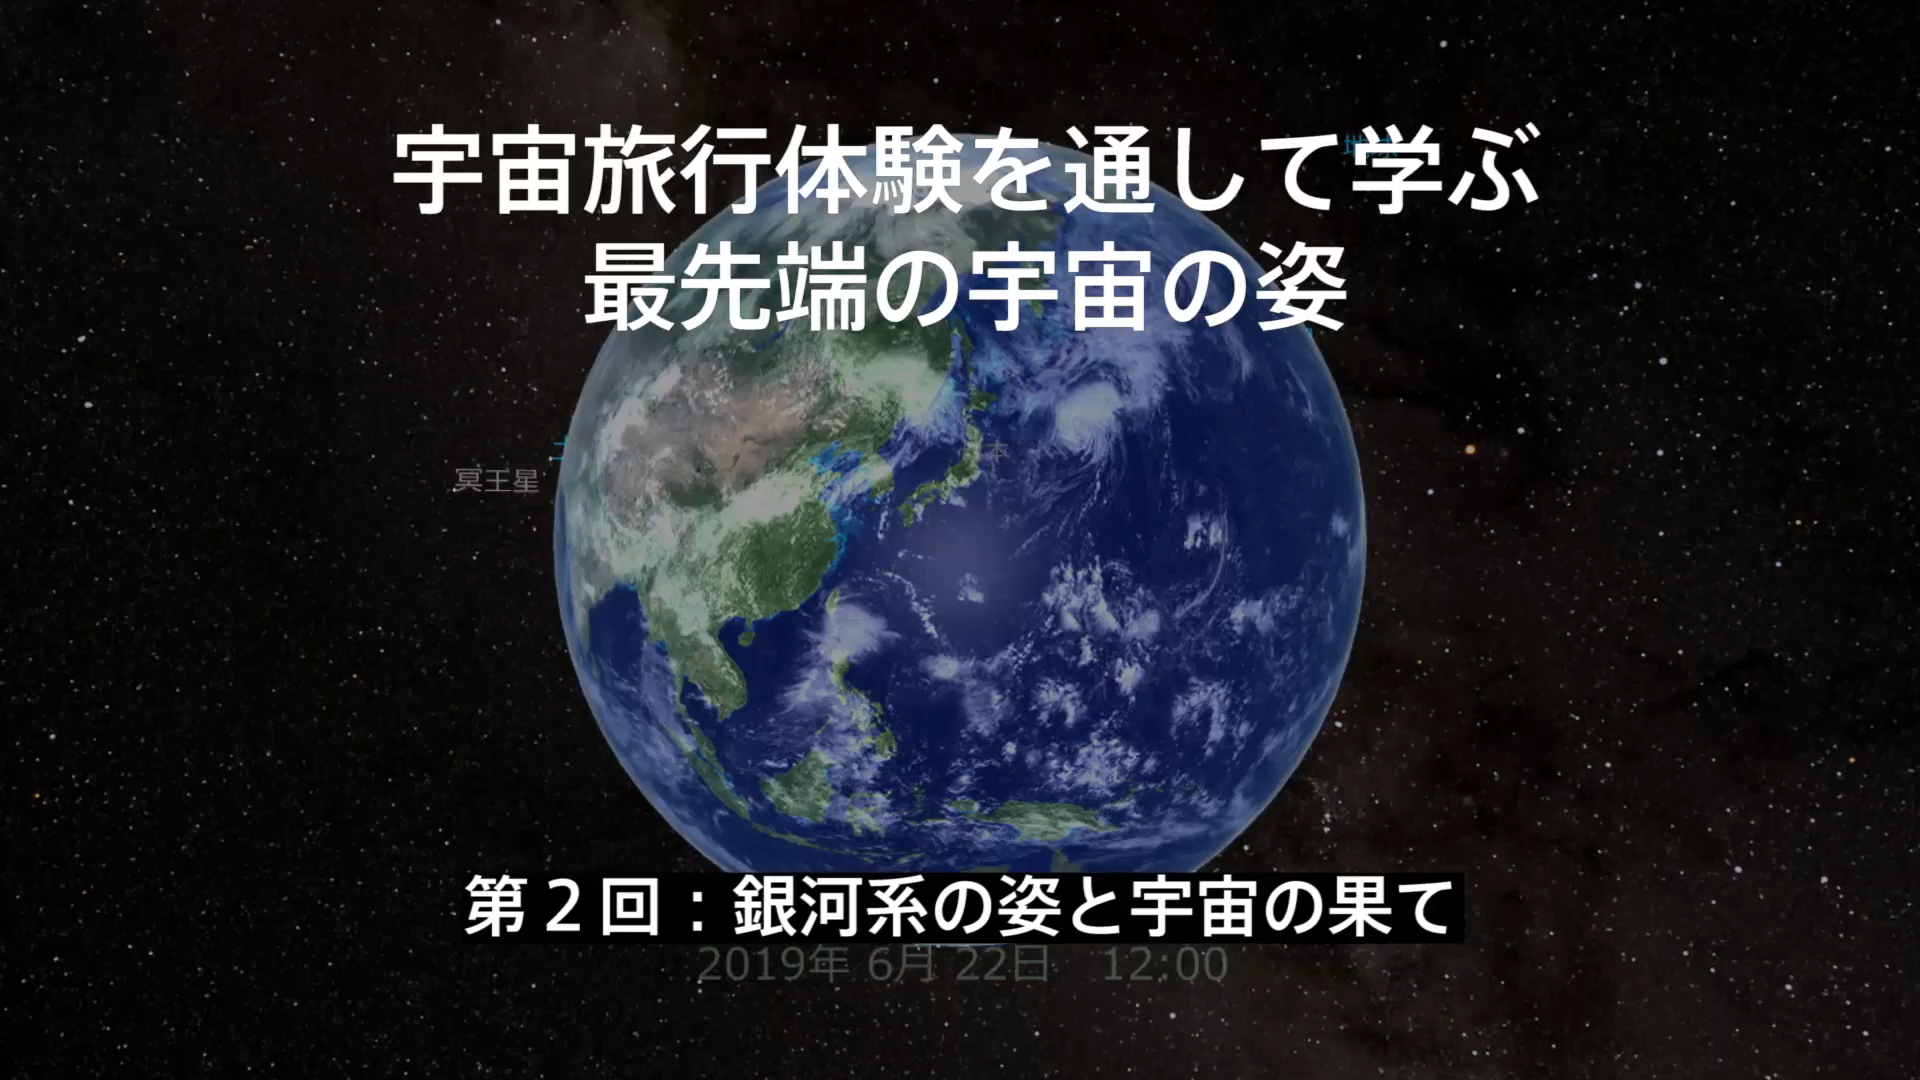 宇宙旅行体験を通して学ぶ
最先端の宇宙の姿
冥王星
第２回：銀河系の姿と宇宙の果て
2019年 6月 22日 12:00